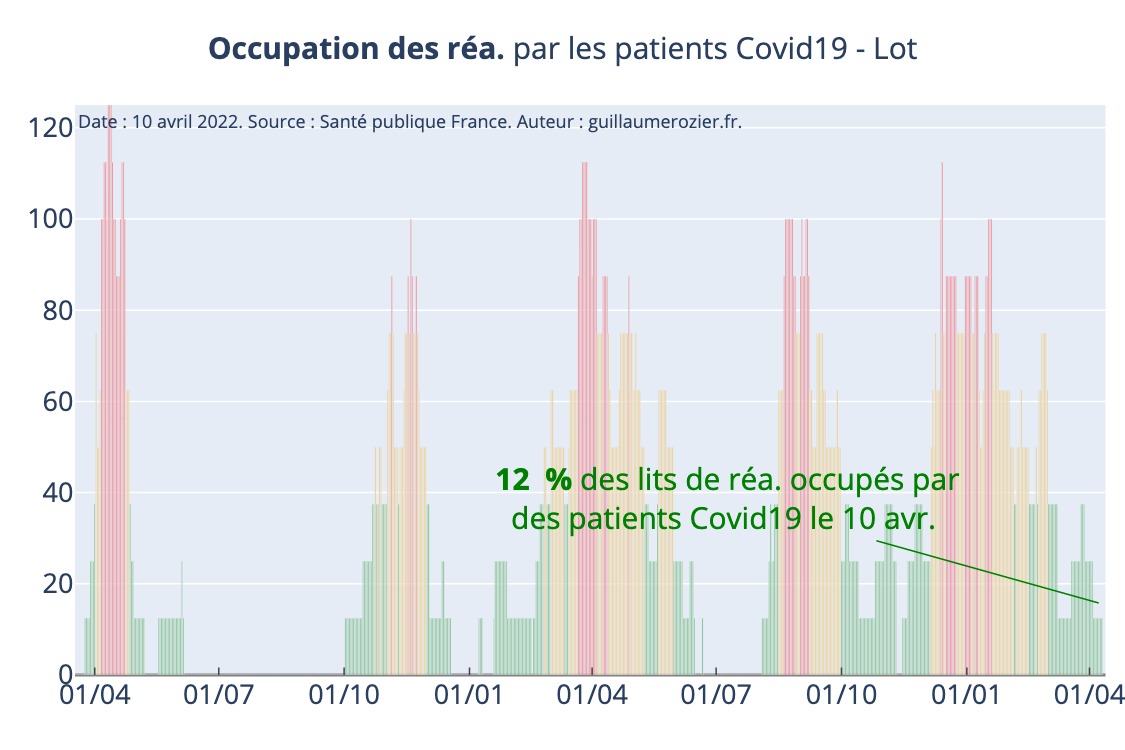 Occupation des réa. par les patients Covid19 - Lot
Date : 10 avril 2022. Source : Santé publique France. Auteur : guillaumerozier.fr.
120
100
80
60
40
20
0
12 % des lits de réa. occupés par
des patients Covid19 le 10 avr.
01/04 01/07 01/10 01/01 01/04 01/07 01/10 01/01 01/04